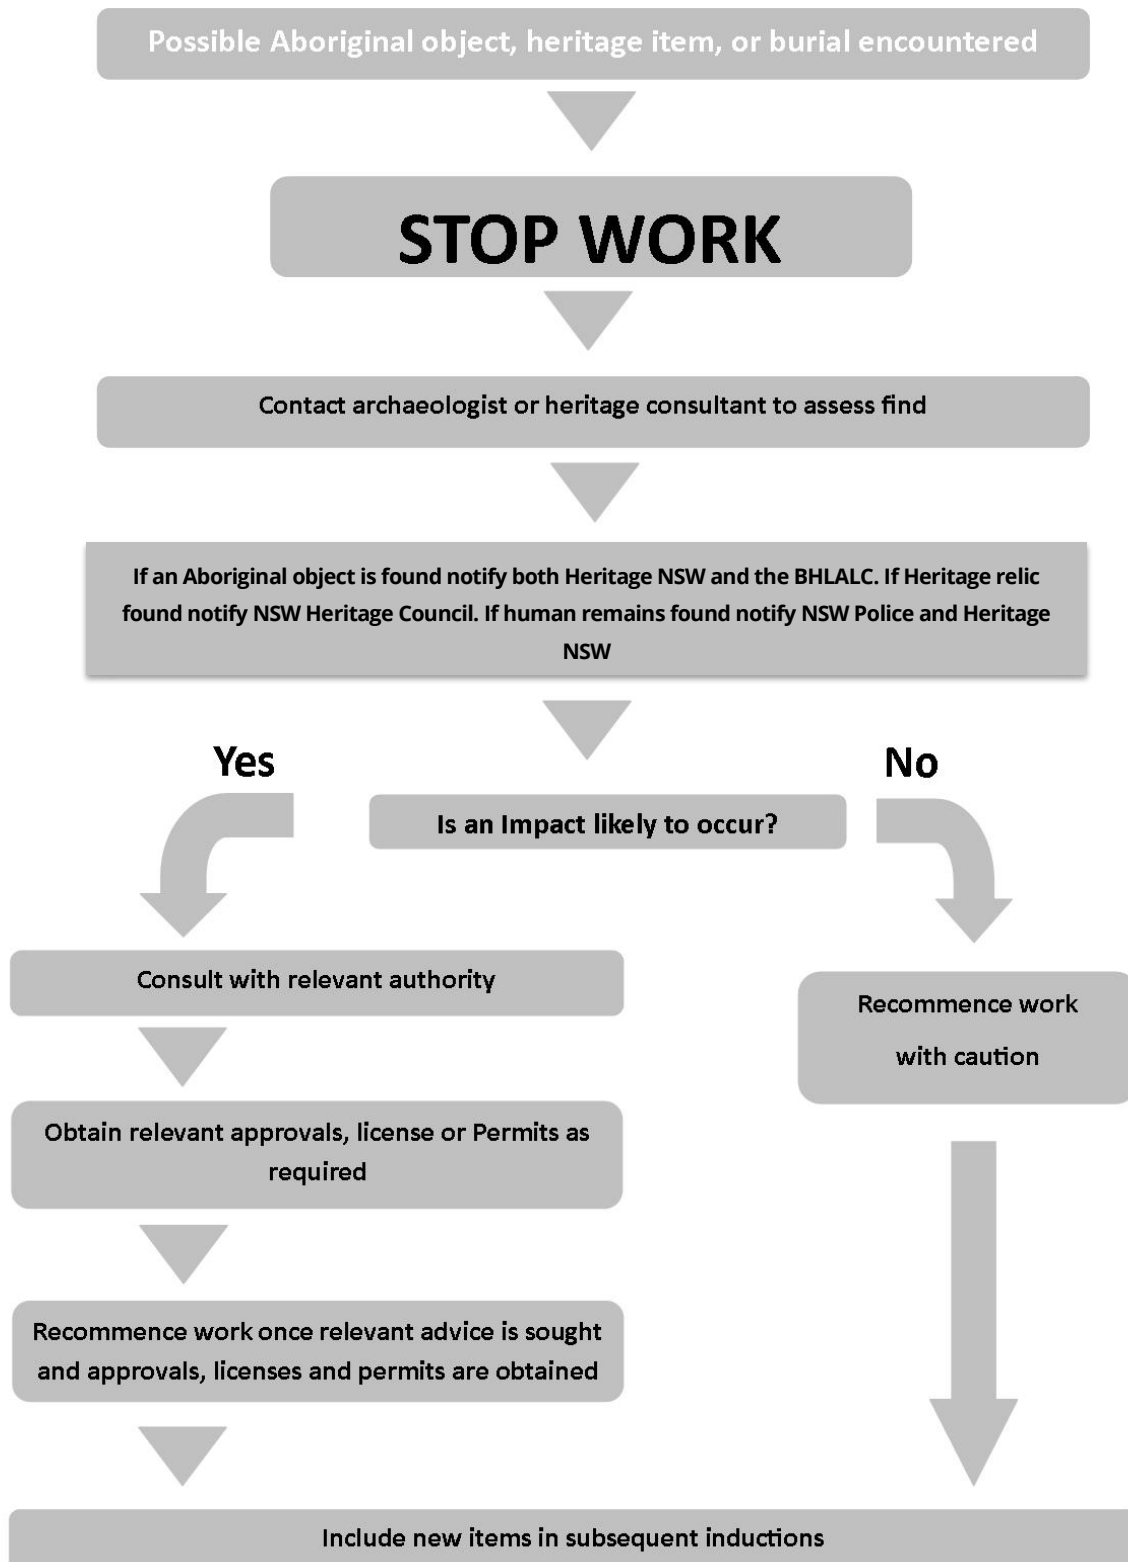 Possible Aboriginal object, heritage item, or burial encountered
STOP WORK
Contact archaeologist or heritage consultant to assess find
If an Aboriginal object is found notify both Heritage NSW and the BHLALC. If Heritage relic
found notify NSW Heritage Council. If human remains found notify NSW Police and Heritage
NSW
Yes
No
Is an Impact likely to occur?
Consult with relevant authority
Obtain relevant approvals, license or Permits as
required
Recommence work once relevant advice is sought
and approvals, licenses and permits are obtained
Recommence work
with caution
Include new items in subsequent inductions